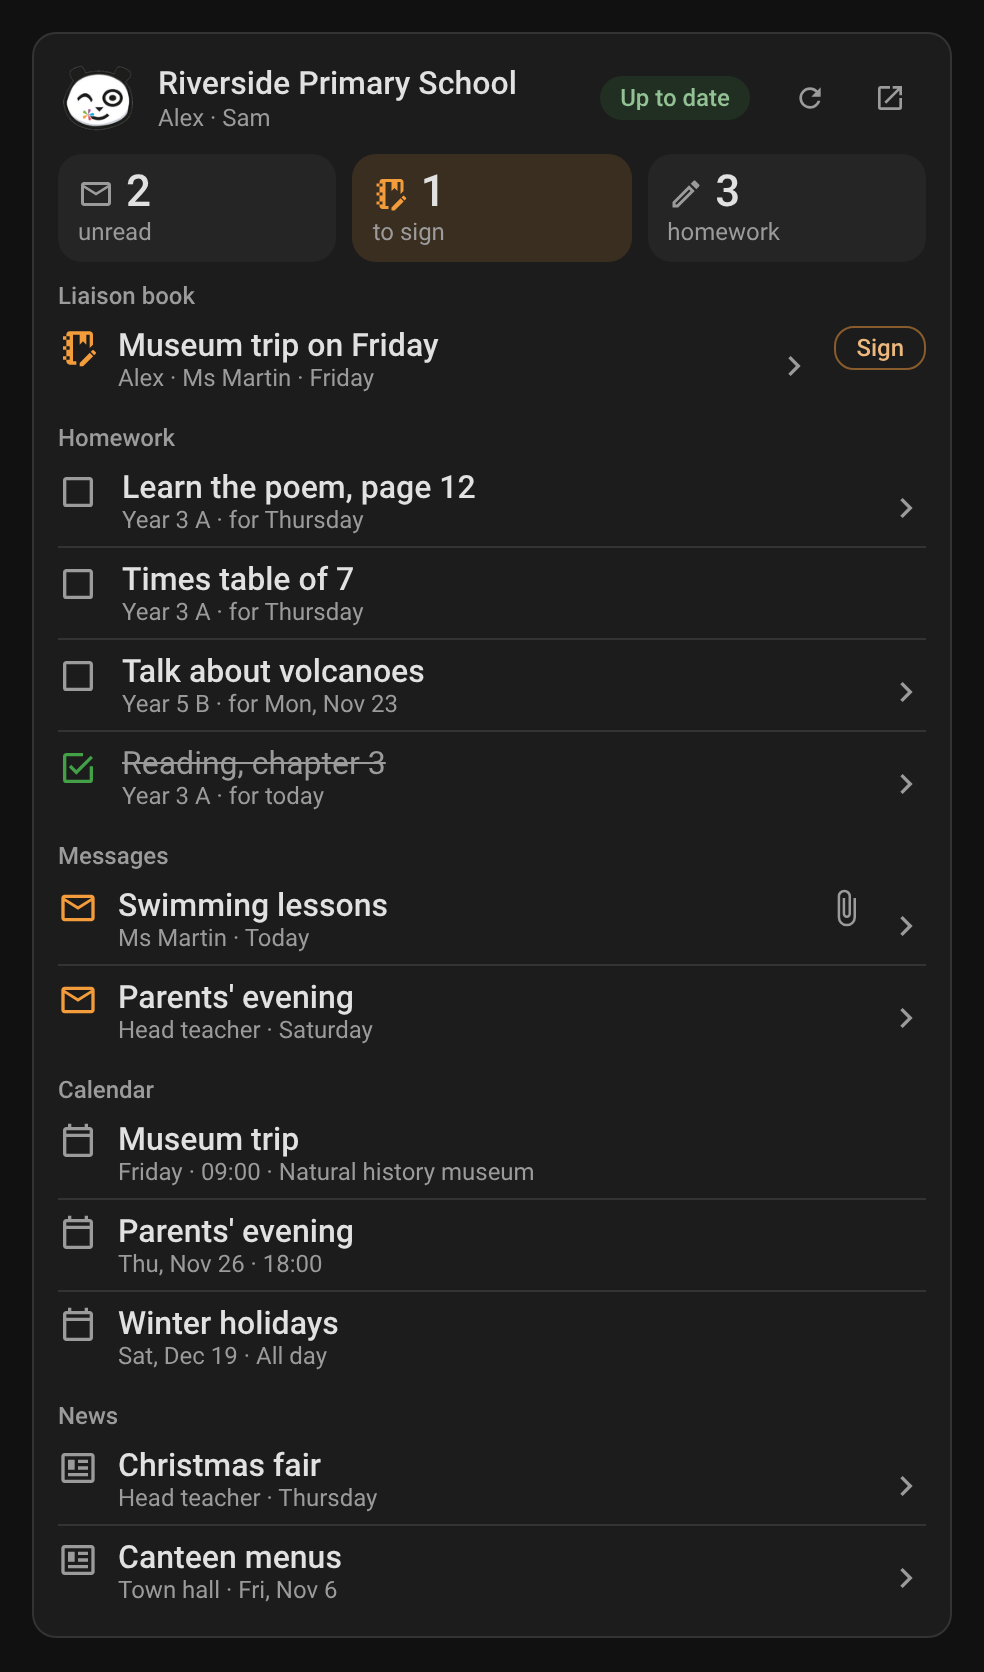 Riverside Primary School
Alex · Sam
Up to date
2
unread
1
to sign
3
homework
Liaison book
Museum trip on Friday
Alex · Ms Martin · Friday
Sign
Homework
Learn the poem, page 12
Year 3 A · for Thursday
Times table of 7
Year 3 A · for Thursday
Talk about volcanoes
Year 5 B · for Mon, Nov 23
Reading, chapter 3
Year 3 A · for today
Messages
Swimming lessons
Ms Martin · Today
Parents' evening
Head teacher · Saturday
Calendar
Museum trip
Friday · 09:00 · Natural history museum
Parents' evening
Thu, Nov 26 · 18:00
Winter holidays
Sat, Dec 19 · All day
News
Christmas fair
Head teacher · Thursday
Canteen menus
Town hall · Fri, Nov 6